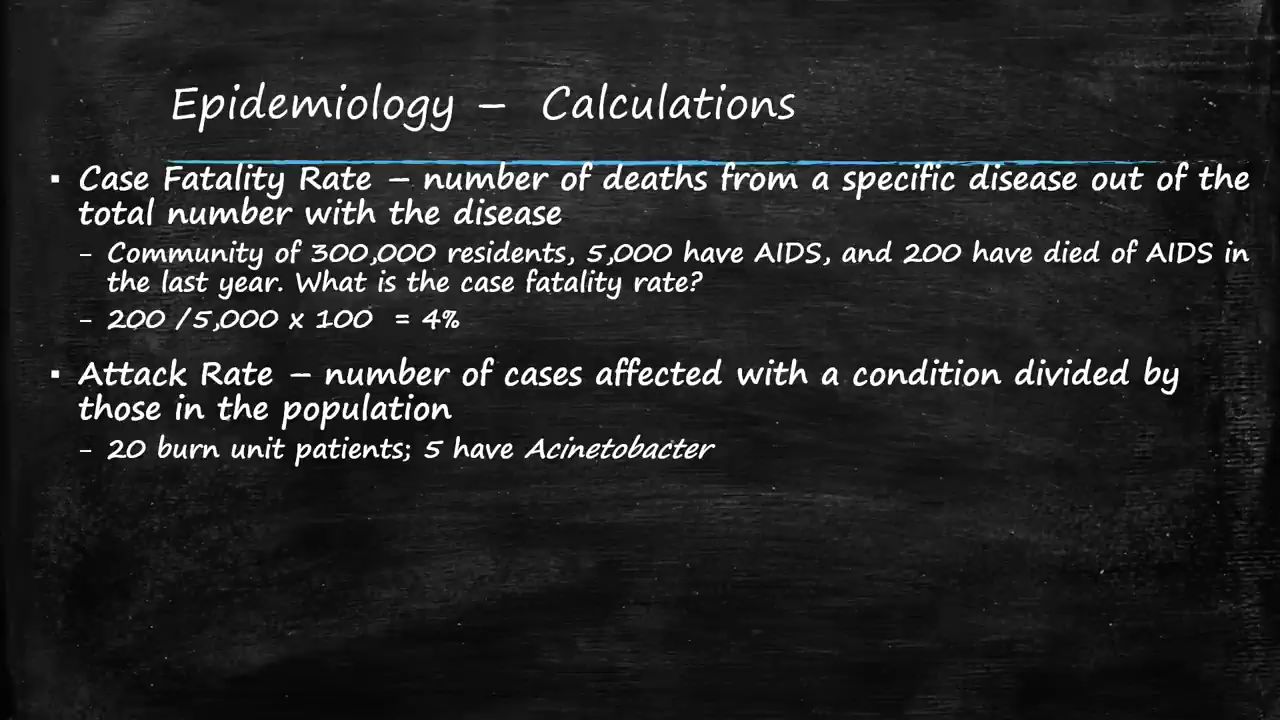 Epidemiology – Calculations
▪ Case Fatality Rate – number of deaths from a specific disease out of the
total number with the disease
– Community of 300,000 residents, 5,000 have AIDS, and 200 have died of AIDS in
the last year. What is the case fatality rate?
– 200 /5,000 x 100 = 4%
▪ Attack Rate – number of cases affected with a condition divided by
those in the population
– 20 burn unit patients; 5 have Acinetobacter